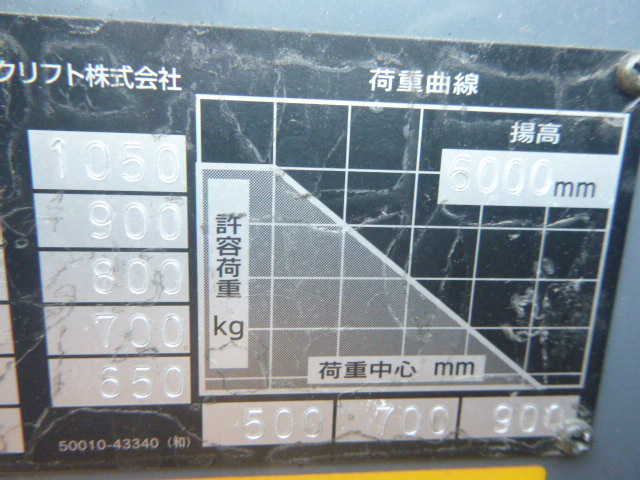 クリフト株式会社
荷重曲線
揚高
6000mm
1050
900
800
700
650
許容荷重
kg
荷重中心 mm
500 700 900
50010-43340 (和)